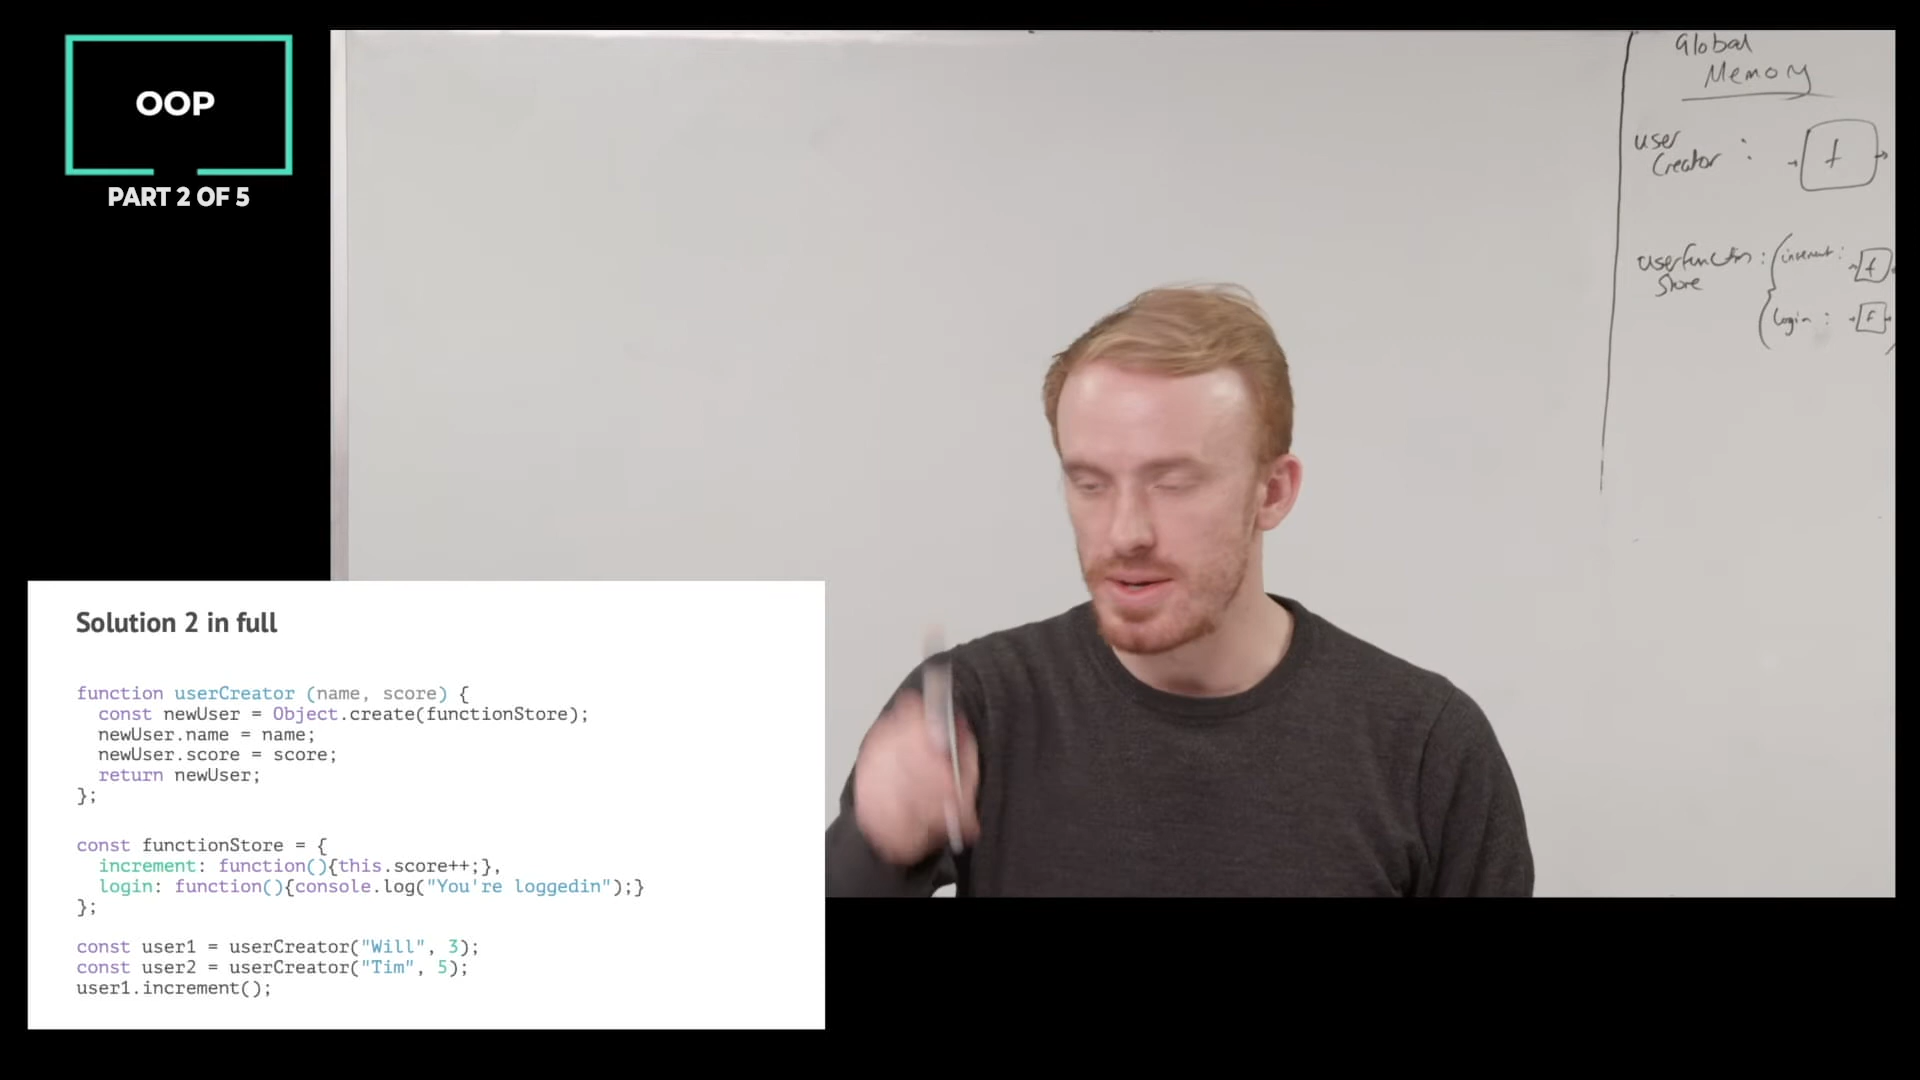 OOP
PART 2 OF 5
Global
Memory
user
Creator :
f
userfunction :
Store
increment :
f
login :
f
Solution 2 in full
function userCreator (name, score) {
const newUser = Object.create(functionStore);
newUser.name = name;
newUser.score = score;
return newUser;
};
const functionStore = {
increment: function(){this.score++;},
login: function(){console.log("You're loggedin");}
};
const user1 = userCreator("Will", 3);
const user2 = userCreator("Tim", 5);
user1.increment();